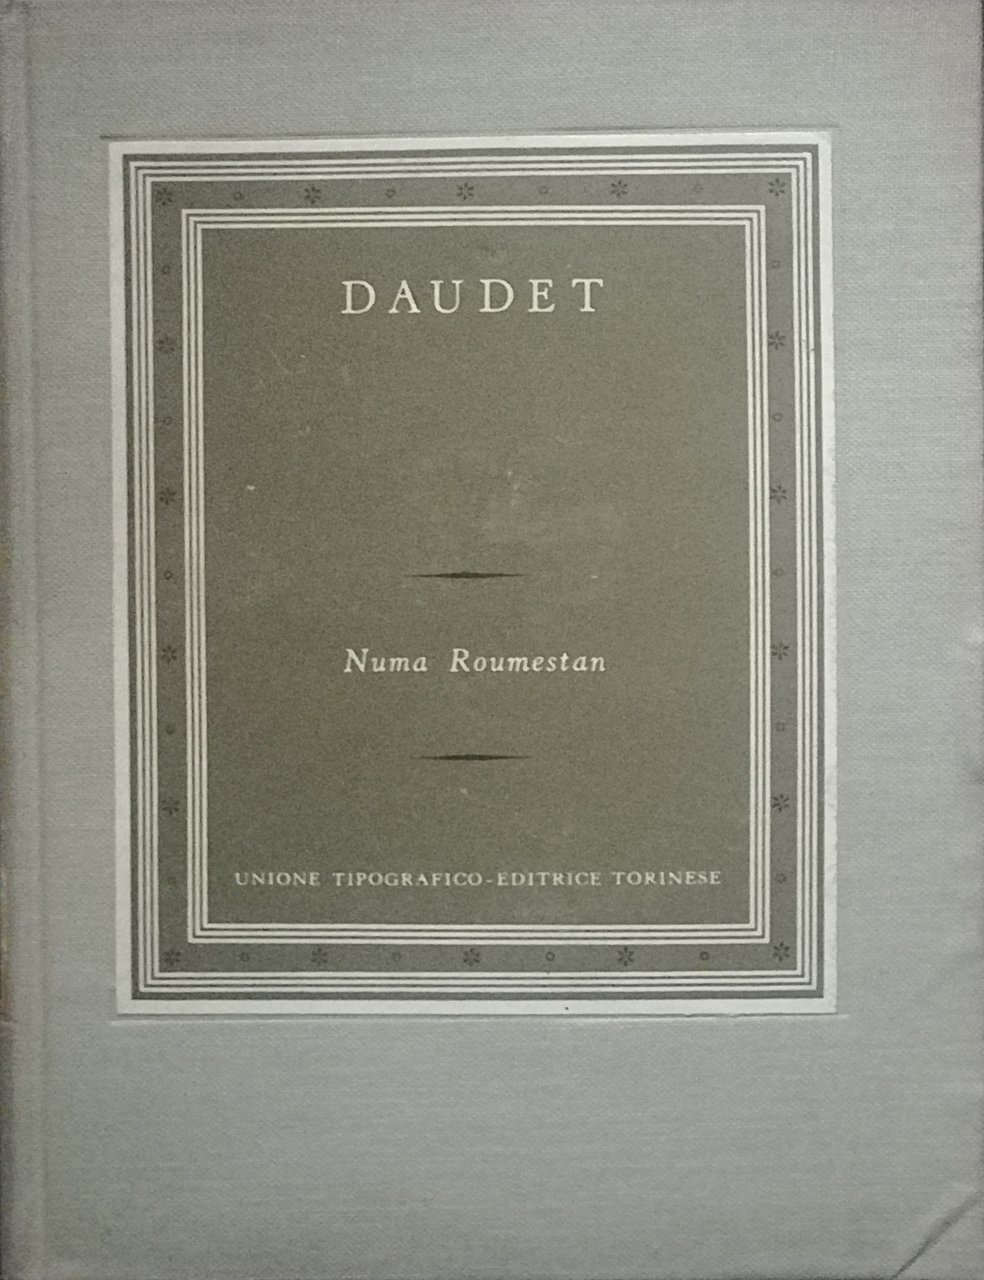 DAUDET
Numa Roumestan
UNIONE TIPOGRAFICO-EDITRICE TORINESE